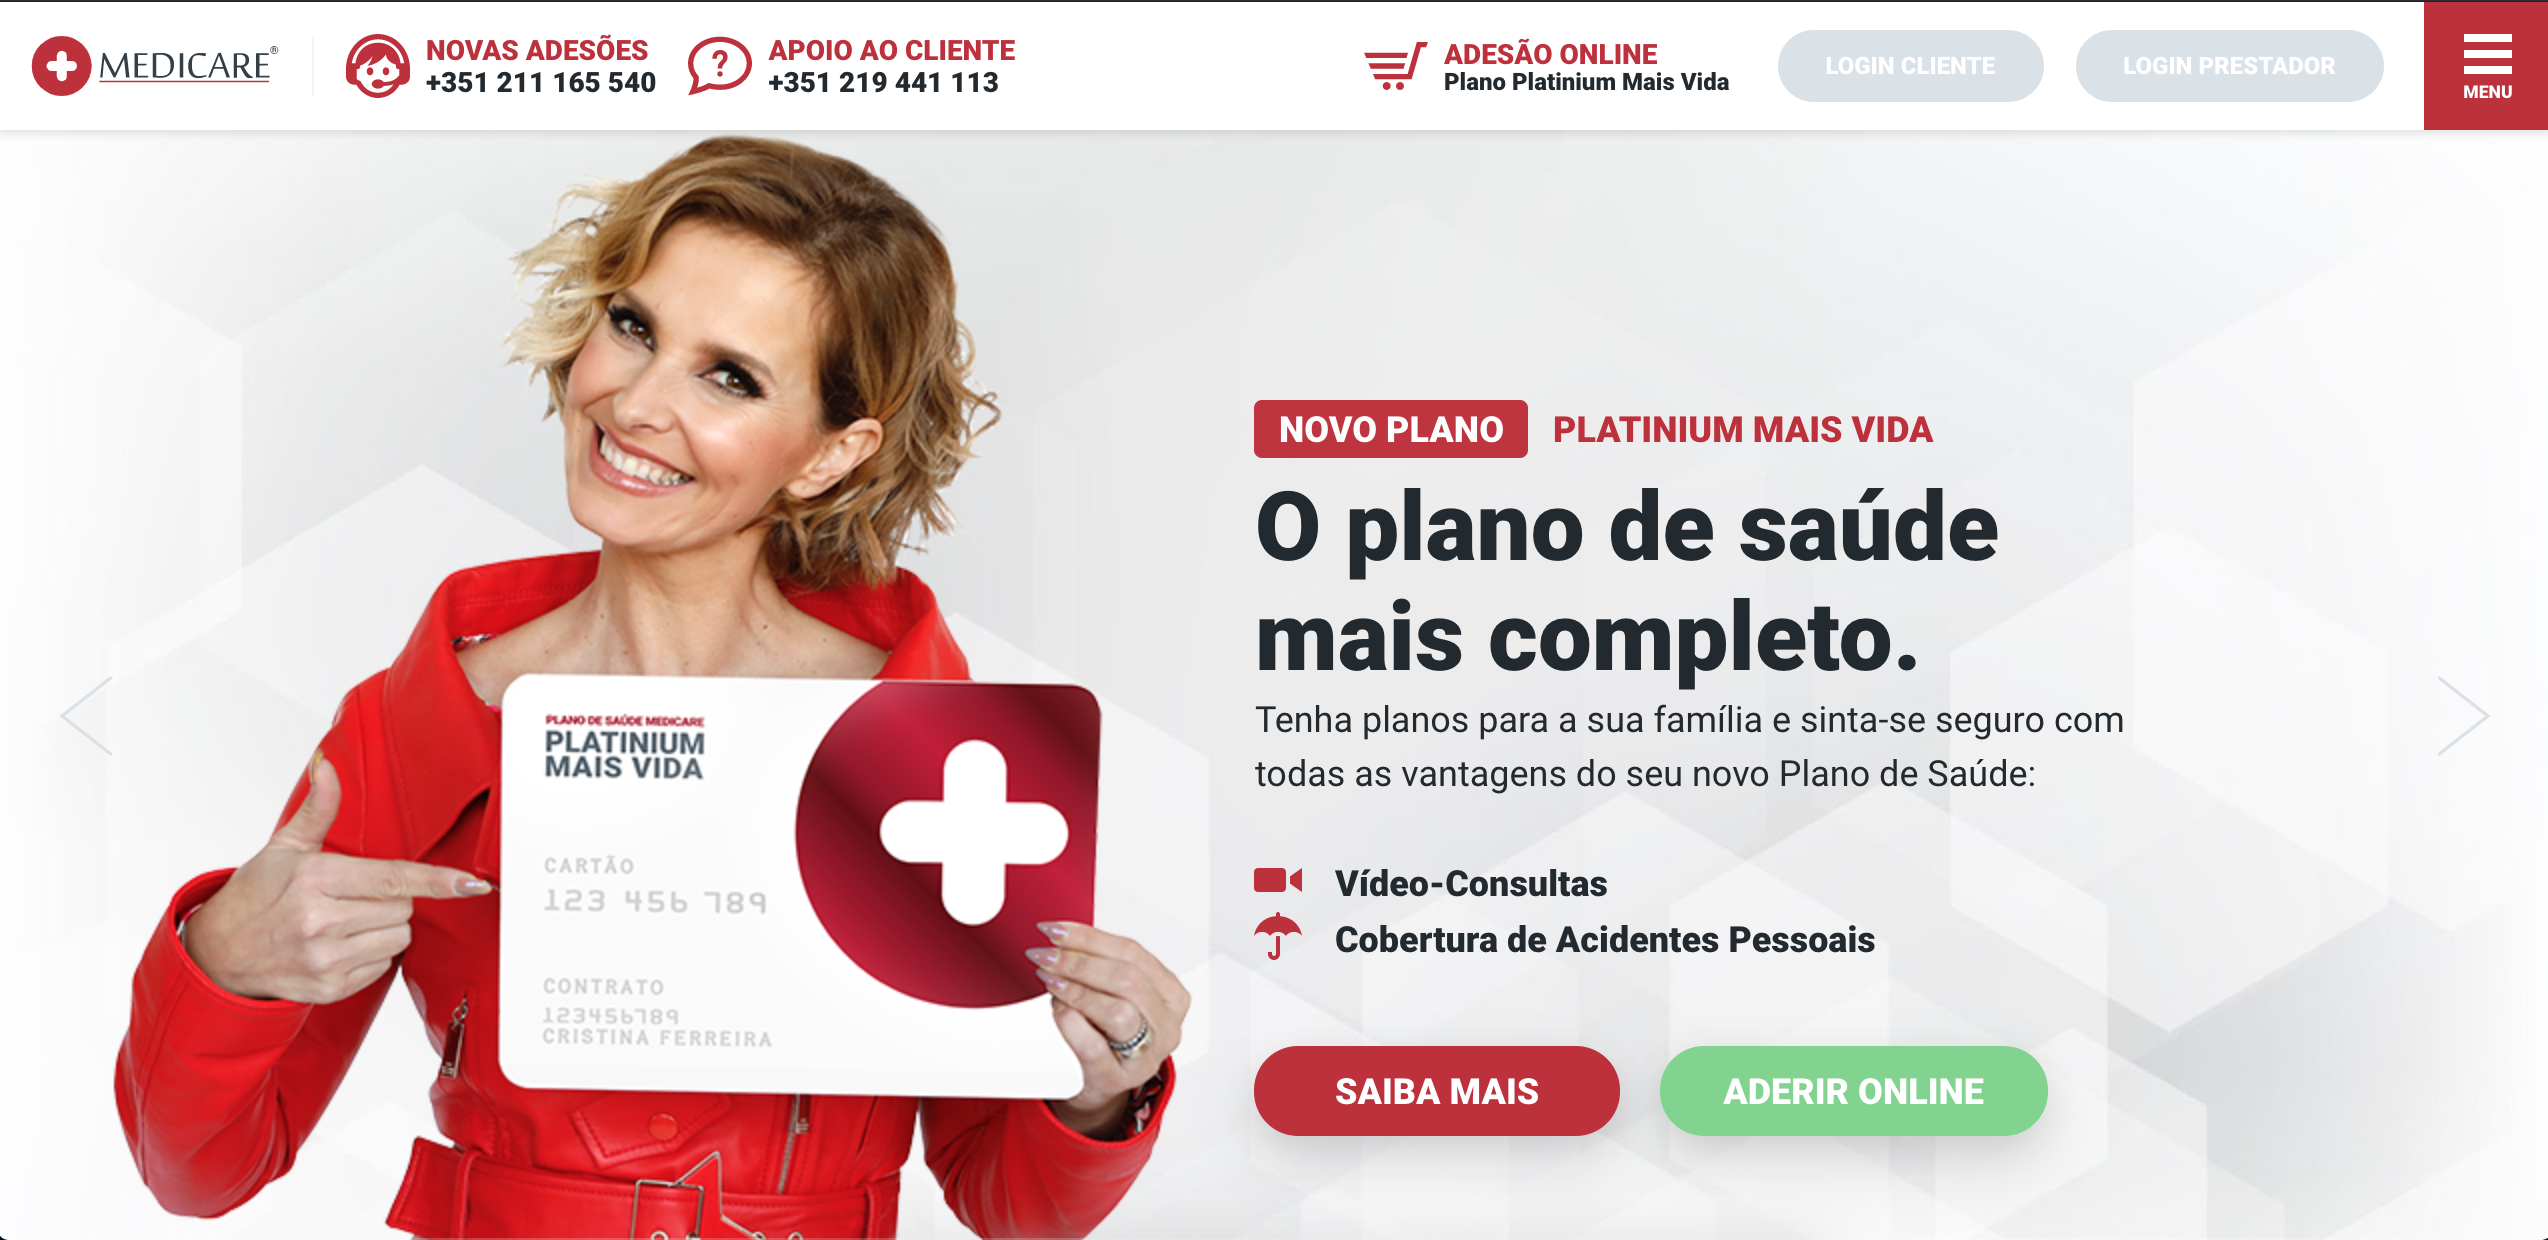 MEDICARE®
NOVAS ADESÕES
+351 211 165 540
APOIO AO CLIENTE
+351 219 441 113
ADESÃO ONLINE
Plano Platinium Mais Vida
LOGIN CLIENTE
LOGIN PRESTADOR
MENU
NOVO PLANO
PLATINIUM MAIS VIDA
O plano de saúde
mais completo.
Tenha planos para a sua família e sinta-se seguro com
todas as vantagens do seu novo Plano de Saúde:
Vídeo-Consultas
Cobertura de Acidentes Pessoais
SAIBA MAIS
ADERIR ONLINE
PLANO DE SAÚDE MEDICARE
PLATINIUM
MAIS VIDA
CARTÃO
123 456 789
CONTRATO
123456789
CRISTINA FERREIRA